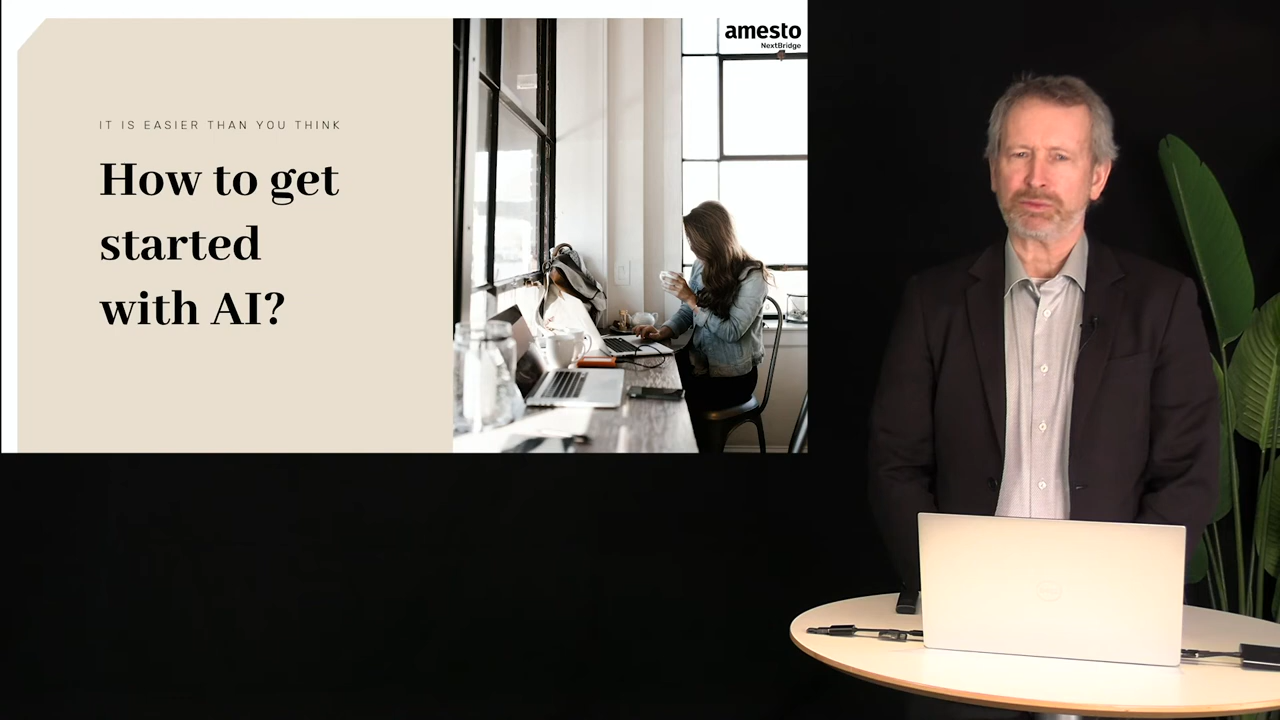 amesto
NextBridge
IT IS EASIER THAN YOU THINK
How to get
started
with AI?